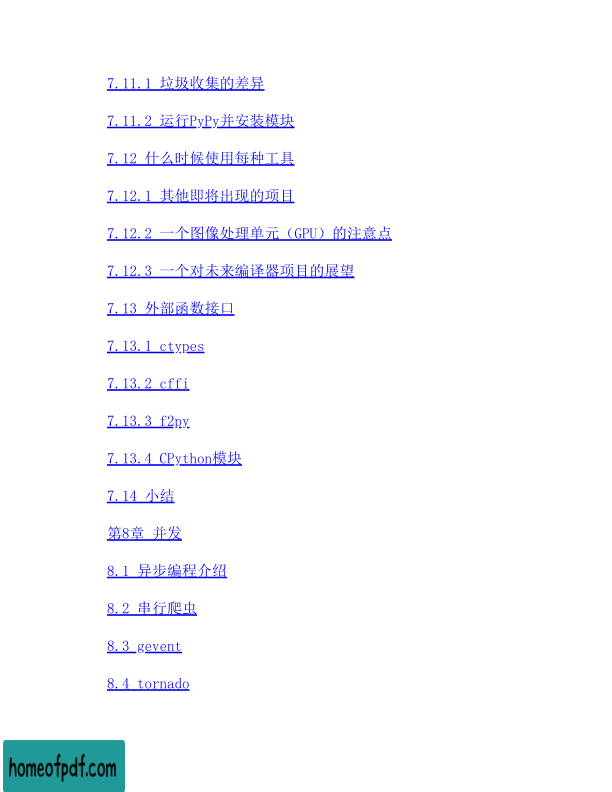 7.11.1 垃圾收集的差异
7.11.2 运行PyPy并安装模块
7.12 什么时候使用每种工具
7.12.1 其他即将出现的项目
7.12.2 一个图像处理单元（GPU）的注意点
7.12.3 一个对未来编译器项目的展望
7.13 外部函数接口
7.13.1 ctypes
7.13.2 cffi
7.13.3 f2py
7.13.4 CPython模块
7.14 小结
第8章 并发
8.1 异步编程介绍
8.2 串行爬虫
8.3 gevent
8.4 tornado
homeofpdf.com